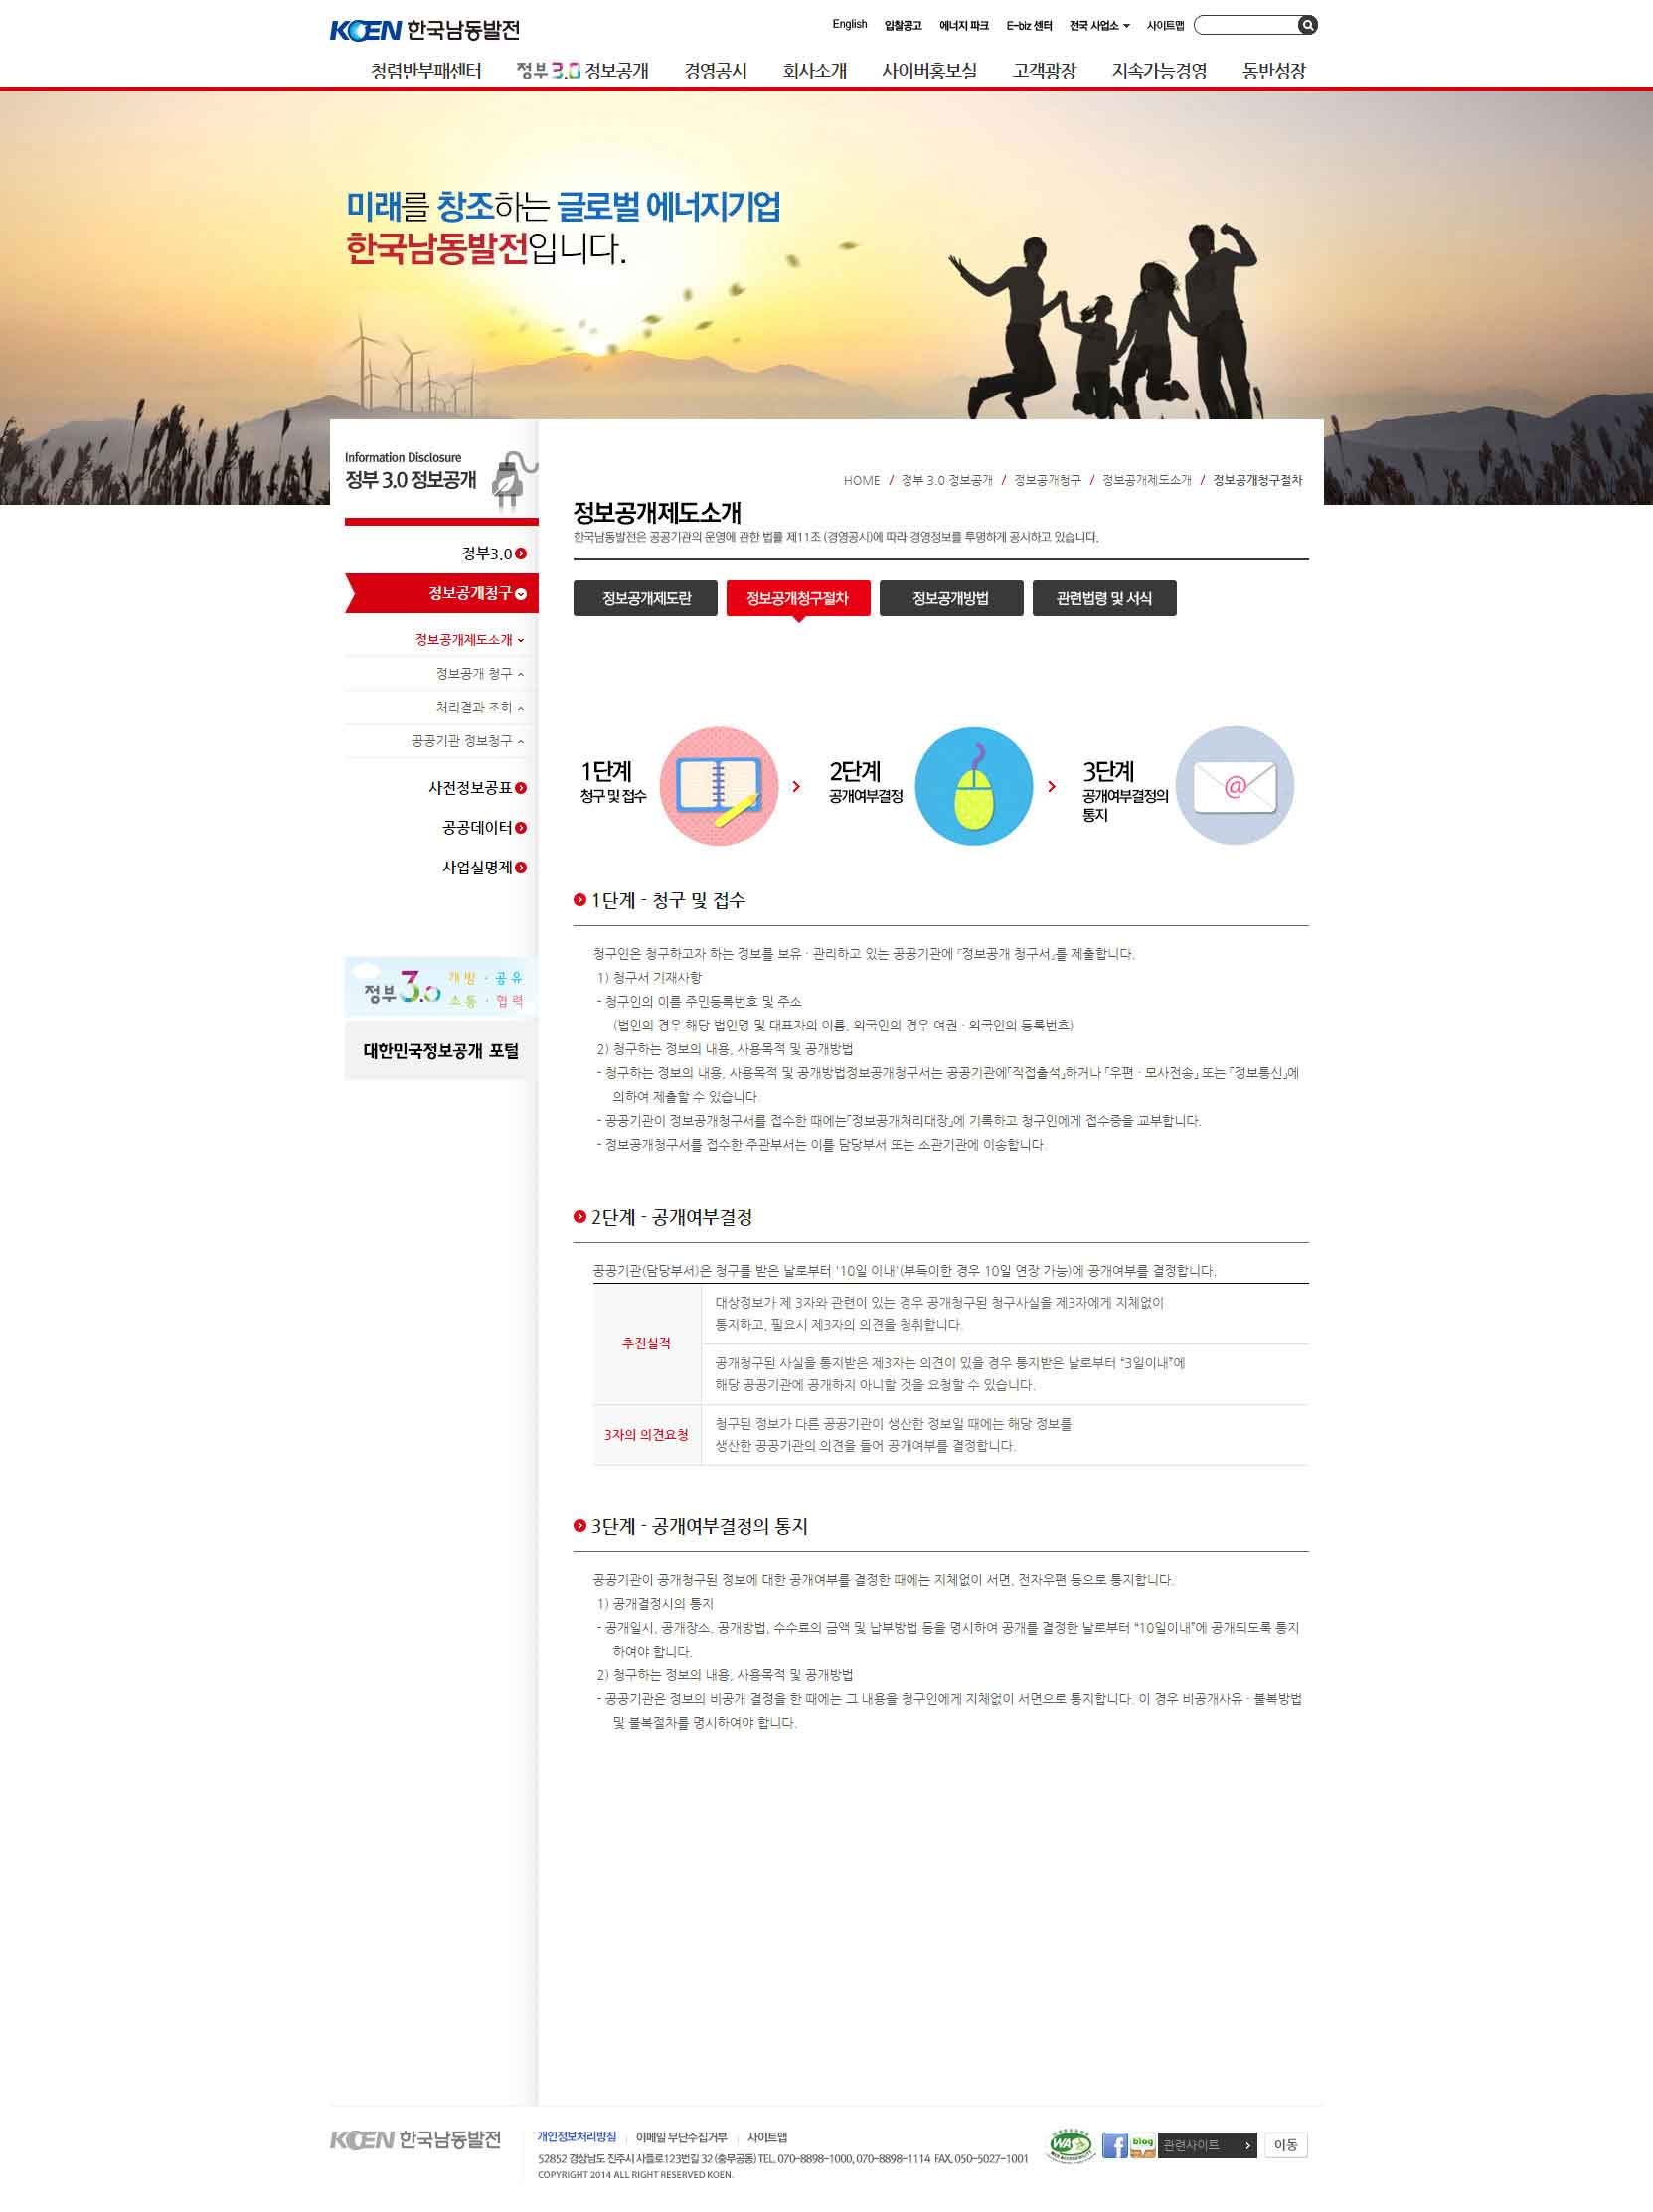 KOEN 한국남동발전
English 입찰공고 에너지 파크 E-biz 센터 전국 사업소 사이트맵
청렴반부패센터 정부 3.0 정보공개 경영공시 회사소개 사이버홍보실 고객광장 지속가능경영 동반성장
미래를 창조하는 글로벌 에너지기업
한국남동발전입니다.
Information Disclosure
정부 3.0 정보공개
정부3.0
정보공개청구
정보공개제도소개
정보공개 청구
처리결과 조회
공공기관 정보청구
사전정보공표
공공데이터
사업실명제
정부 3.0 개방 · 공유
소통 · 협력
대한민국정보공개 포털
HOME / 정부 3.0 정보공개 / 정보공개청구 / 정보공개제도소개 / 정보공개청구절차
정보공개제도소개
한국남동발전은 공공기관의 운영에 관한 법률 제11조 (경영공시)에 따라 경영정보를 투명하게 공시하고 있습니다.
정보공개제도란 정보공개청구절차 정보공개방법 관련법령 및 서식
1단계
청구 및 접수
2단계
공개여부결정
3단계
공개여부결정의
통지
@
1단계 - 청구 및 접수
청구인은 청구하고자 하는 정보를 보유 · 관리하고 있는 공공기관에 「정보공개 청구서」를 제출합니다.
1) 청구서 기재사항
- 청구인의 이름 주민등록번호 및 주소
(법인의 경우 해당 법인명 및 대표자의 이름, 외국인의 경우 여권 · 외국인의 등록번호)
2) 청구하는 정보의 내용, 사용목적 및 공개방법
- 청구하는 정보의 내용, 사용목적 및 공개방법정보공개청구서는 공공기관에「직접출석」하거나 「우편 · 모사전송」 또는 「정보통신」에
의하여 제출할 수 있습니다.
- 공공기관이 정보공개청구서를 접수한 때에는「정보공개처리대장」에 기록하고 청구인에게 접수증을 교부합니다.
- 정보공개청구서를 접수한 주관부서는 이를 담당부서 또는 소관기관에 이송합니다.
2단계 - 공개여부결정
공공기관(담당부서)은 청구를 받은 날로부터 '10일 이내'(부득이한 경우 10일 연장 가능)에 공개여부를 결정합니다.
추진실적
대상정보가 제 3자와 관련이 있는 경우 공개청구된 청구사실을 제3자에게 지체없이
통지하고, 필요시 제3자의 의견을 청취합니다.
공개청구된 사실을 통지받은 제3자는 의견이 있을 경우 통지받은 날로부터 "3일이내"에
해당 공공기관에 공개하지 아니할 것을 요청할 수 있습니다.
3자의 의견요청
청구된 정보가 다른 공공기관이 생산한 정보일 때에는 해당 정보를
생산한 공공기관의 의견을 들어 공개여부를 결정합니다.
3단계 - 공개여부결정의 통지
공공기관이 공개청구된 정보에 대한 공개여부를 결정한 때에는 지체없이 서면, 전자우편 등으로 통지합니다.
1) 공개결정시의 통지
- 공개일시, 공개장소, 공개방법, 수수료의 금액 및 납부방법 등을 명시하여 공개를 결정한 날로부터 "10일이내"에 공개되도록 통지
하여야 합니다.
2) 청구하는 정보의 내용, 사용목적 및 공개방법
- 공공기관은 정보의 비공개 결정을 한 때에는 그 내용을 청구인에게 지체없이 서면으로 통지합니다. 이 경우 비공개사유 · 불복방법
및 불복절차를 명시하여야 합니다.
KOEN 한국남동발전
개인정보처리방침 이메일 무단수집거부 사이트맵
52852 경상남도 진주시 사들로123번길 32 (충무공동) TEL. 070-8898-1000, 070-8898-1114 FAX. 050-5027-1001
COPYRIGHT 2014 ALL RIGHT RESERVED KOEN.
WA
f
blog
관련사이트
이동